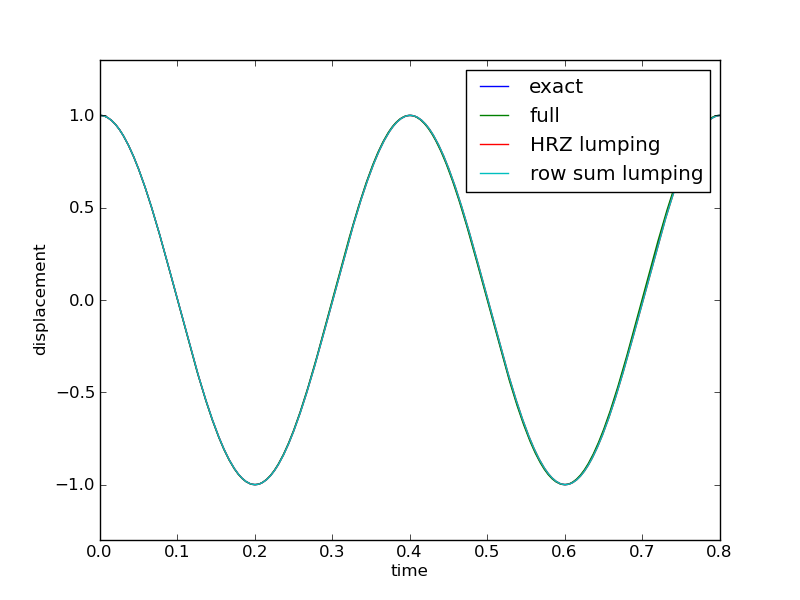 exact
full
HRZ lumping
row sum lumping
displacement
1.0
0.5
0.0
−0.5
−1.0
0.0 0.1 0.2 0.3 0.4 0.5 0.6 0.7 0.8
time